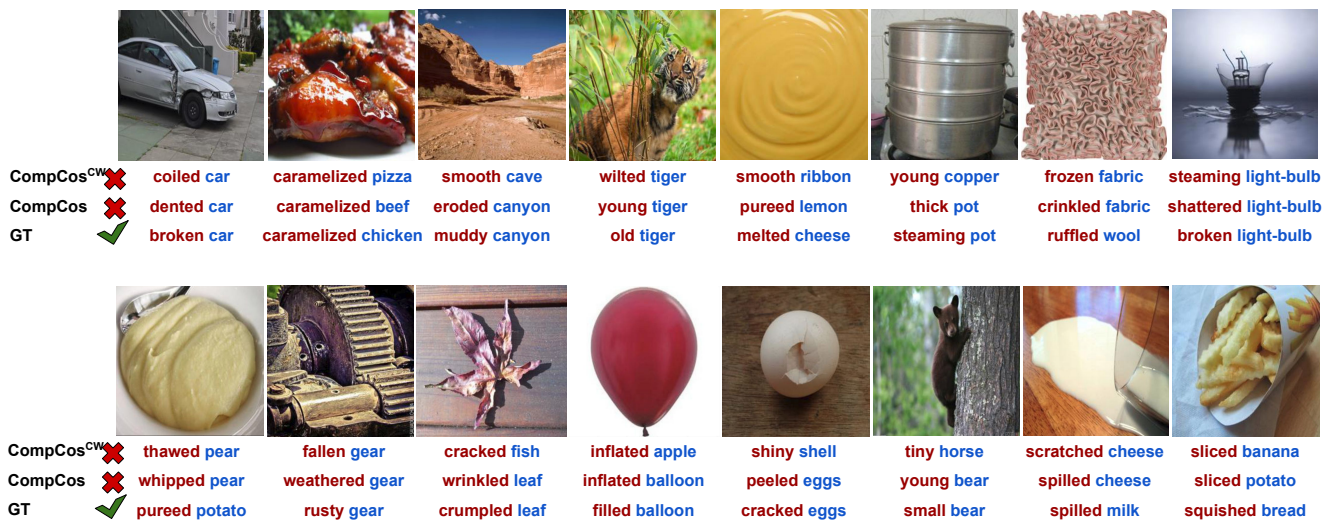 CompCosᶜᵂ coiled car caramelized pizza smooth cave wilted tiger smooth ribbon young copper frozen fabric steaming light-bulb
CompCos dented car caramelized beef eroded canyon young tiger pureed lemon thick pot crinkled fabric shattered light-bulb
GT broken car caramelized chicken muddy canyon old tiger melted cheese steaming pot ruffled wool broken light-bulb
CompCosᶜᵂ thawed pear fallen gear cracked fish inflated apple shiny shell tiny horse scratched cheese sliced banana
CompCos whipped pear weathered gear wrinkled leaf inflated balloon peeled eggs young bear spilled cheese sliced potato
GT pureed potato rusty gear crumpled leaf filled balloon cracked eggs small bear spilled milk squished bread